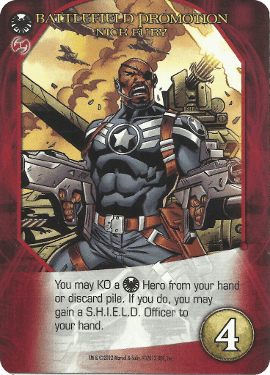 BATTLEFIELD PROMOTION
NICK FURY
You may KO a Hero from your hand
or discard pile. If you do, you may
gain a S.H.I.E.L.D. Officer to
your hand.
4